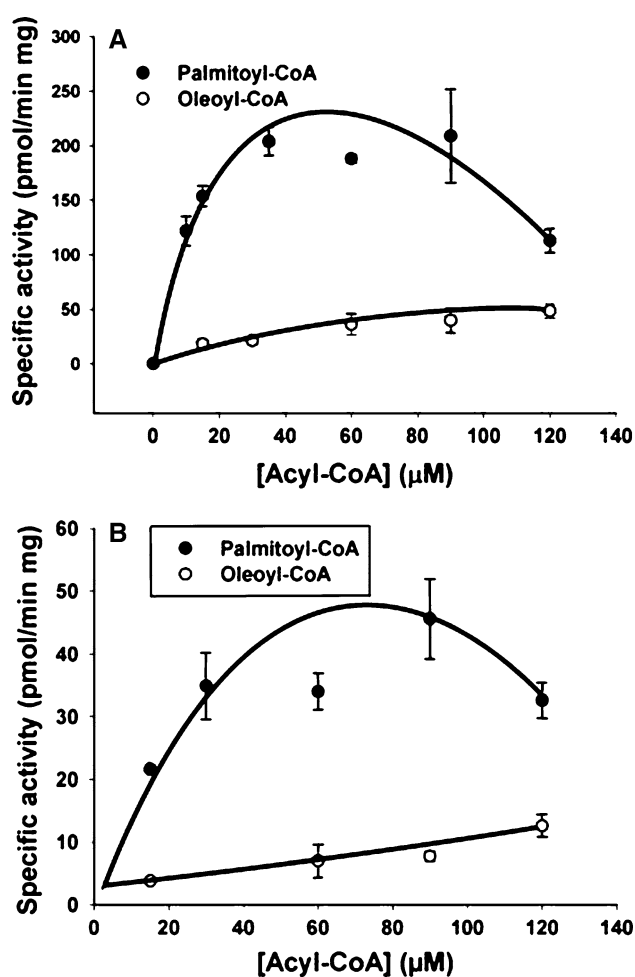 A
Palmitoyl-CoA
Oleoyl-CoA
Specific activity (pmol/min mg)
300
250
200
150
100
50
0
0 20 40 60 80 100 120 140
[Acyl-CoA] (µM)
B
Palmitoyl-CoA
Oleoyl-CoA
Specific activity (pmol/min mg)
60
50
40
30
20
10
0
0 20 40 60 80 100 120 140
[Acyl-CoA] (µM)